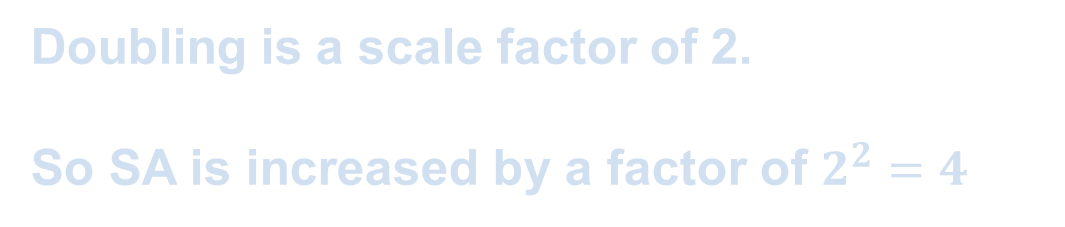 Doubling is a scale factor of 2.
So SA is increased by a factor of 2² = 4